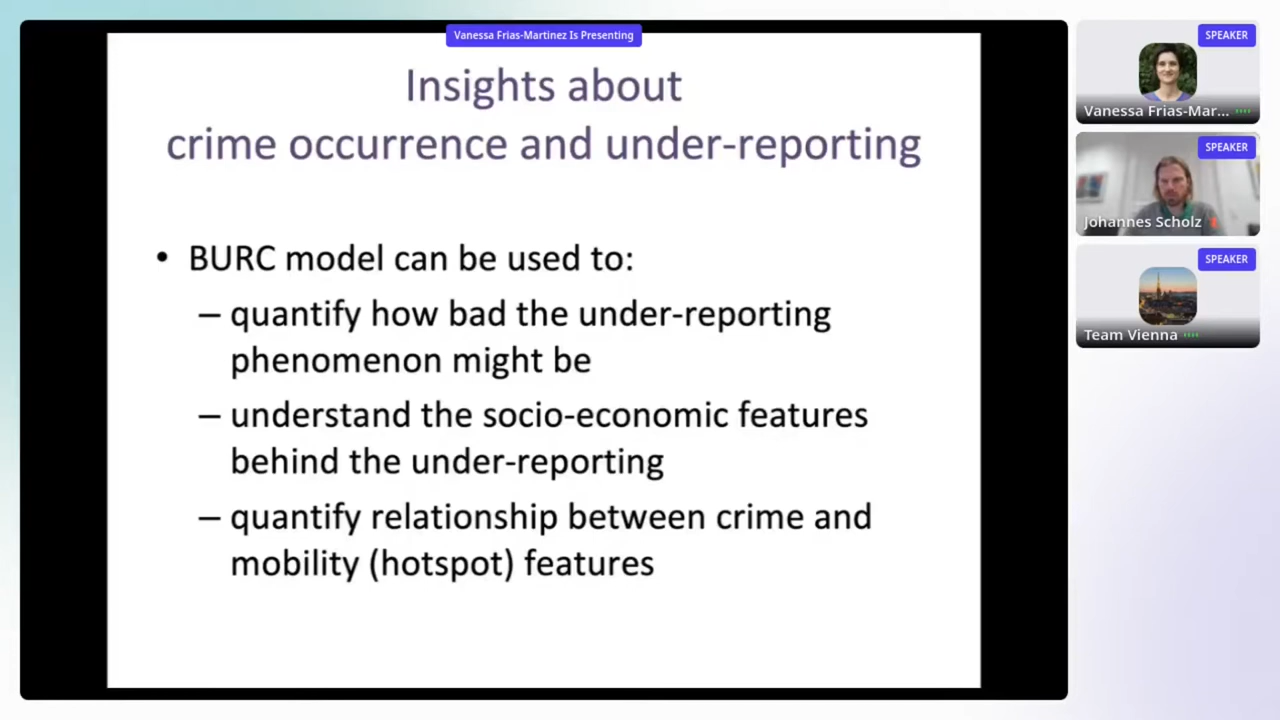 Vanessa Frias-Martinez Is Presenting
Insights about
crime occurrence and under-reporting
• BURC model can be used to:
– quantify how bad the under-reporting
phenomenon might be
– understand the socio-economic features
behind the under-reporting
– quantify relationship between crime and
mobility (hotspot) features
SPEAKER
Vanessa Frias-Mar...
SPEAKER
Johannes Scholz
SPEAKER
Team Vienna